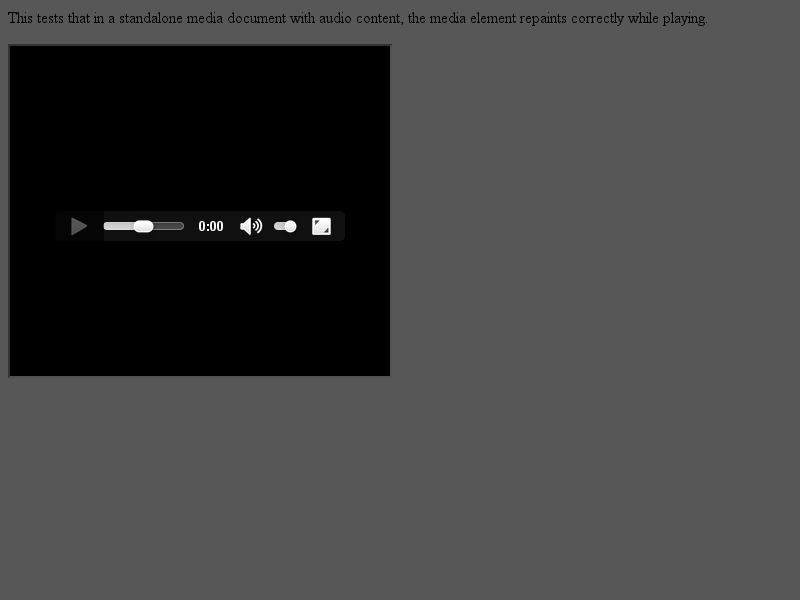 This tests that in a standalone media document with audio content, the media element repaints correctly while playing.
0:00